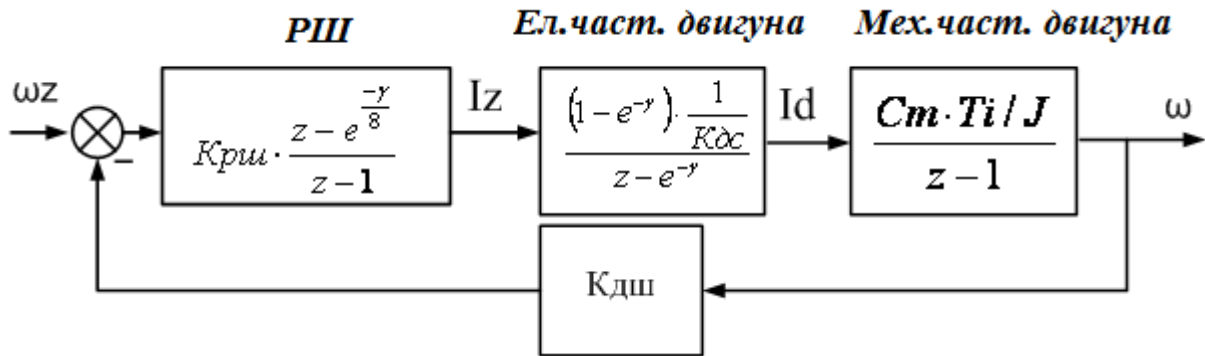 РШ
Ел.част. двигуна
Мех.част. двигуна
ωz
−
Kрш · (z − e^(−γ/8)) / (z − 1)
Iz
((1 − e^(−γ)) · 1/Кдс) / (z − e^(−γ))
Id
(Cm · Ti / J) / (z − 1)
ω
Кдш